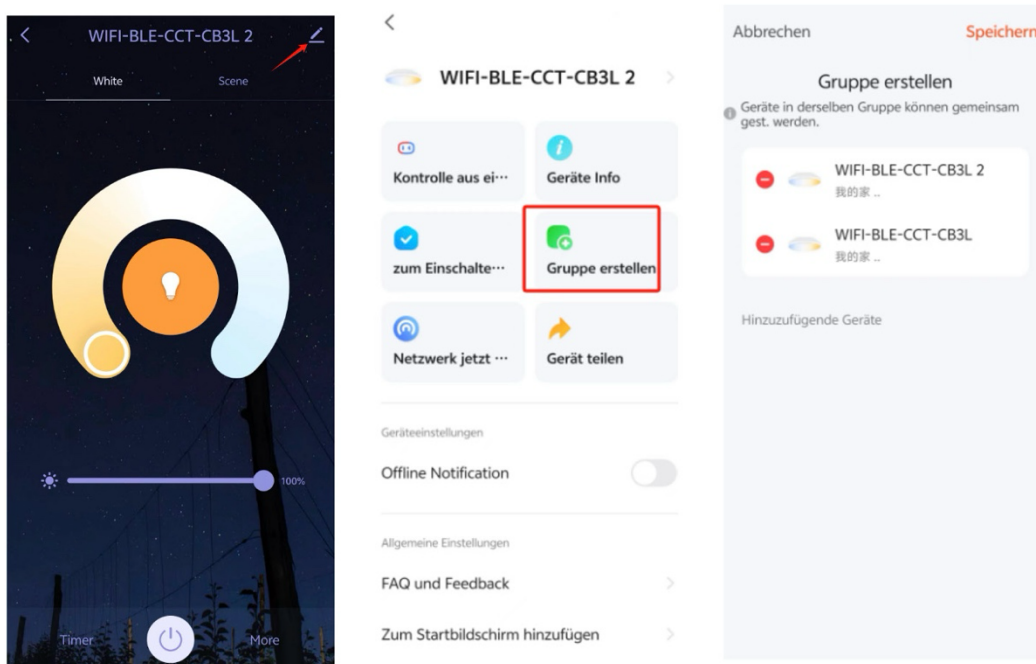 WIFI-BLE-CCT-CB3L 2
White
Scene
100%
Timer
More
WIFI-BLE-CCT-CB3L 2
Kontrolle aus ei···
Geräte Info
zum Einschalte···
Gruppe erstellen
Netzwerk jetzt ···
Gerät teilen
Geräteeinstellungen
Offline Notification
Allgemeine Einstellungen
FAQ und Feedback
Zum Startbildschirm hinzufügen
Abbrechen
Speichern
Gruppe erstellen
Geräte in derselben Gruppe können gemeinsam
gest. werden.
WIFI-BLE-CCT-CB3L 2
我的家 ..
WIFI-BLE-CCT-CB3L
我的家 ..
Hinzuzufügende Geräte